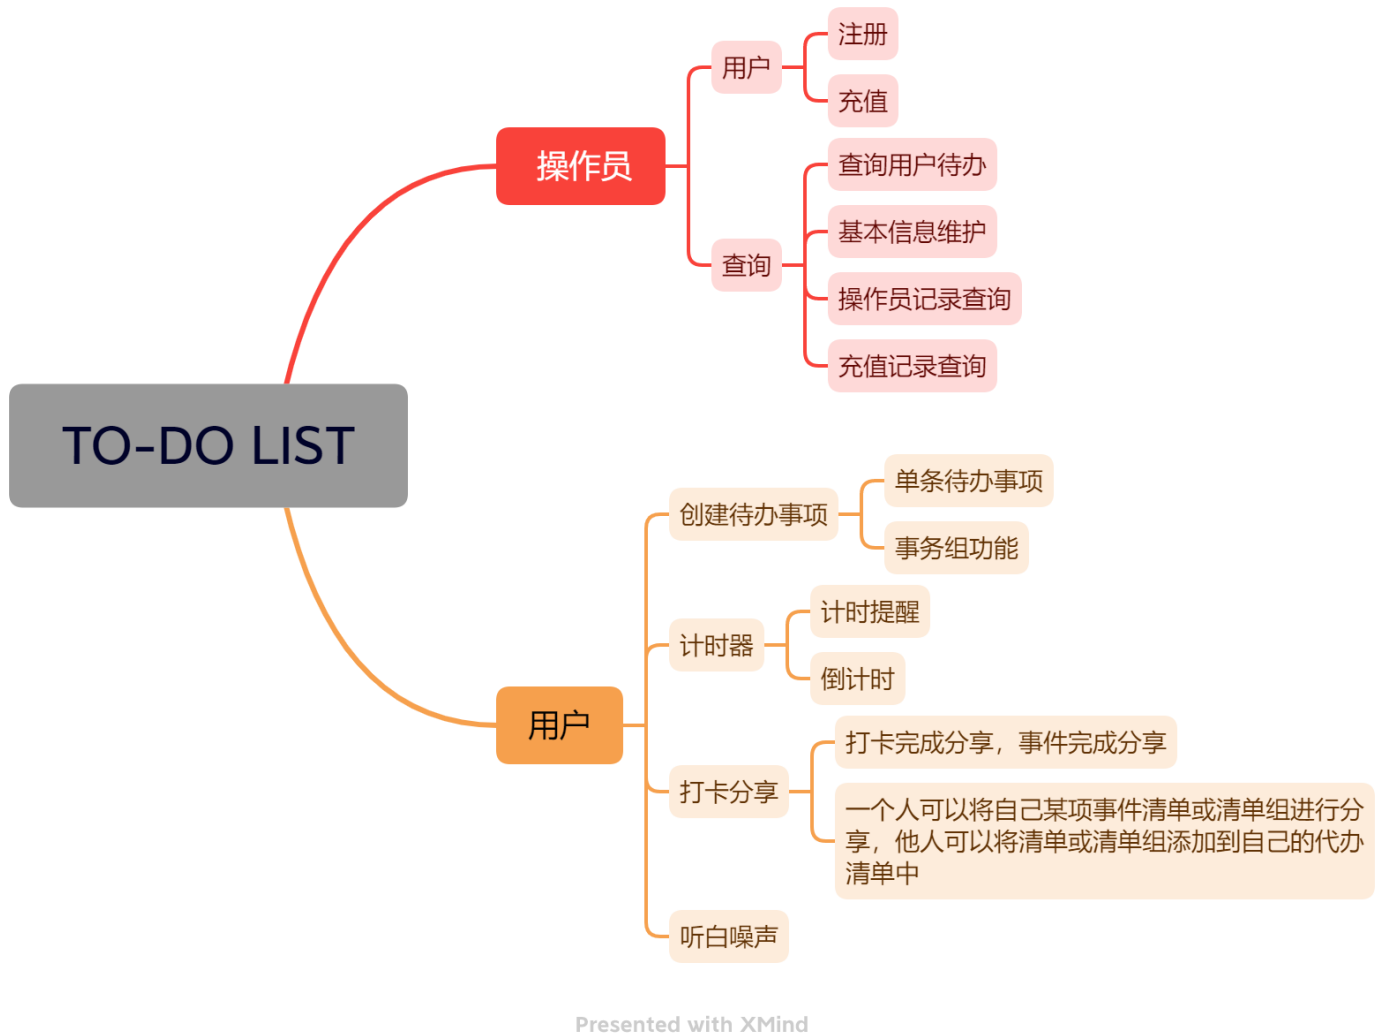 注册
用户
充值
操作员
查询用户待办
基本信息维护
查询
操作员记录查询
充值记录查询
TO-DO LIST
单条待办事项
创建待办事项
事务组功能
计时提醒
计时器
倒计时
用户
打卡完成分享，事件完成分享
打卡分享
一个人可以将自己某项事件清单或清单组进行分
享，他人可以将清单或清单组添加到自己的代办
清单中
听白噪声
Presented with XMind